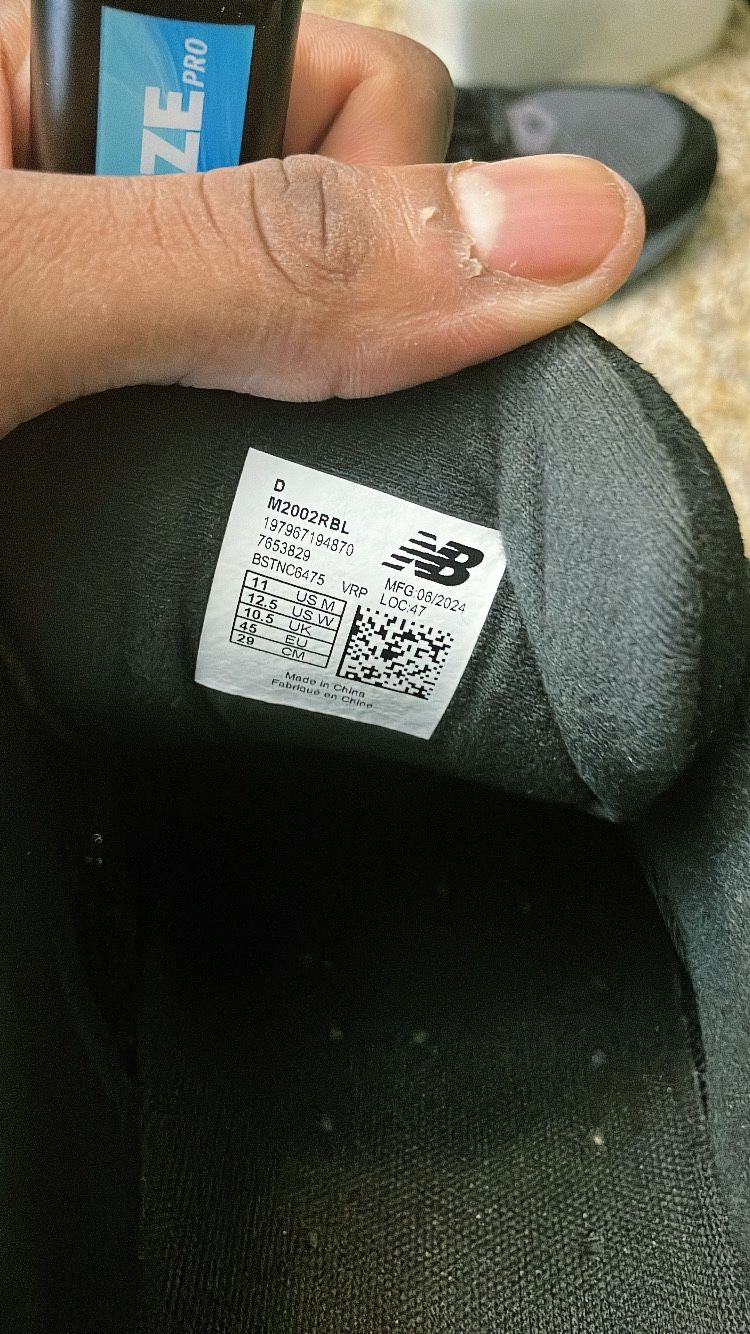 ZE PRO
D
M2002RBL
197967194870
7653829
BSTNC6475 VRP
NB
MFG:06/2024
LOC:47
11 US M
12.5 US W
10.5 UK
45 EU
29 CM
Made in China
Fabriqué en Chine